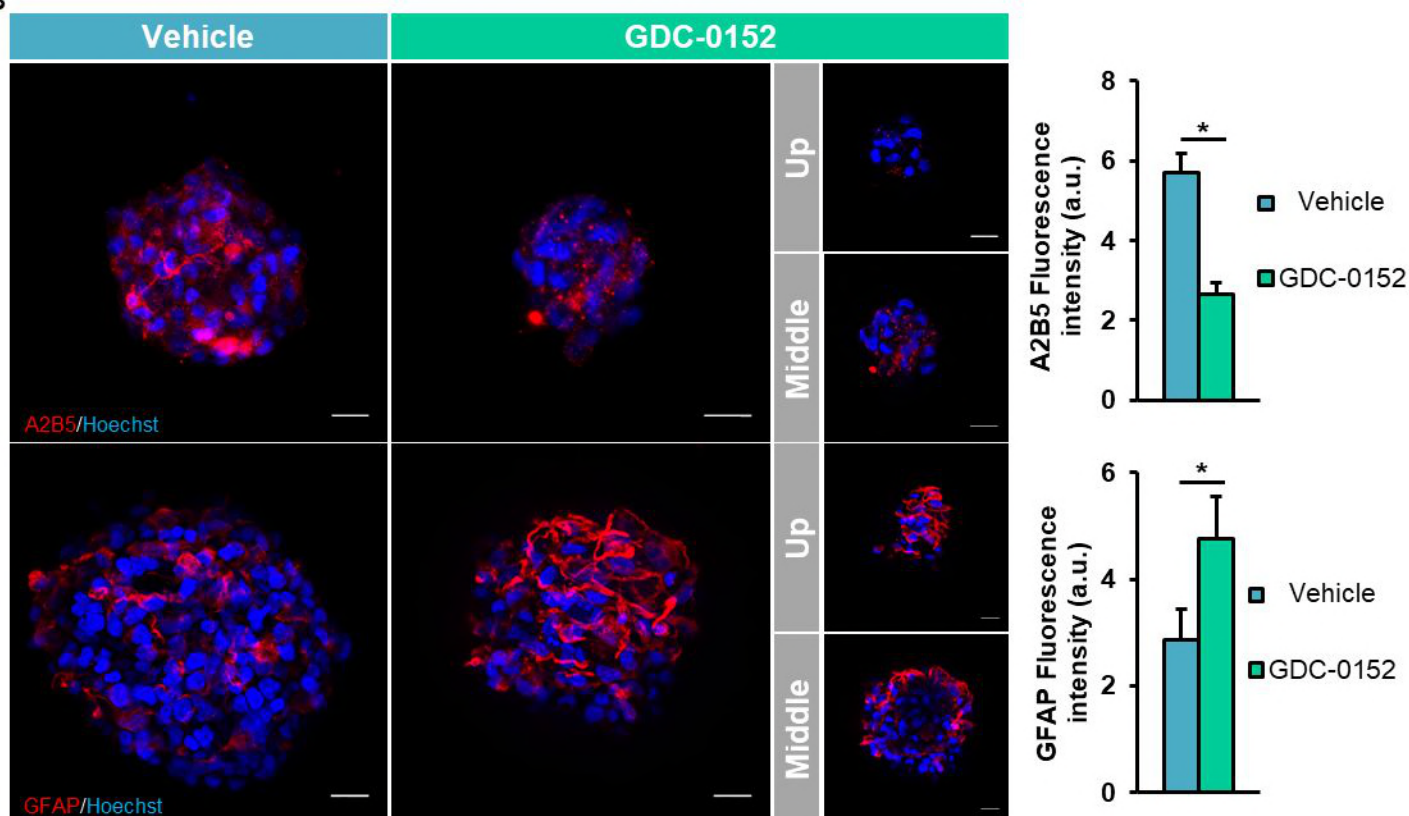 Vehicle
GDC-0152
Up
Middle
A2B5/Hoechst
Up
Middle
GFAP/Hoechst
A2B5 Fluorescence
intensity (a.u.)
8
6
4
2
0
*
Vehicle
GDC-0152
GFAP Fluorescence
intensity (a.u.)
6
4
2
0
*
Vehicle
GDC-0152